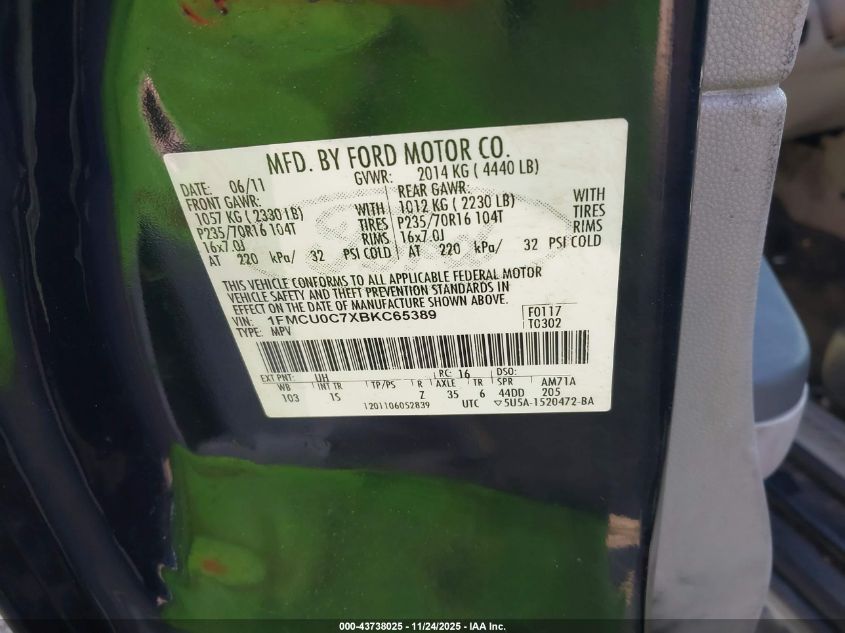 MFD. BY FORD MOTOR CO.
DATE: 06/11 GVWR: 2014 KG ( 4440 LB)
FRONT GAWR: REAR GAWR:
1057 KG ( 2330 LB) WITH 1012 KG ( 2230 LB) WITH
P235/70R16 104T TIRES P235/70R16 104T TIRES
16x7.0J RIMS 16x7.0J RIMS
AT 220 kPa/ 32 PSI COLD AT 220 kPa/ 32 PSI COLD
THIS VEHICLE CONFORMS TO ALL APPLICABLE FEDERAL MOTOR
VEHICLE SAFETY AND THEFT PREVENTION STANDARDS IN
EFFECT ON THE DATE OF MANUFACTURE SHOWN ABOVE.
VIN: 1FMCU0C7XBKC65389 F0117
TYPE: MPV T0302
EXT PNT: UH RC: 16 DSO:
WB INT TR TP/PS R AXLE TR SPR AM71A
103 1S Z 35 6 44DD 205
1201106052839 UTC ▽5U5A-1520472-BA
000-43738025 - 11/24/2025 - IAA Inc.